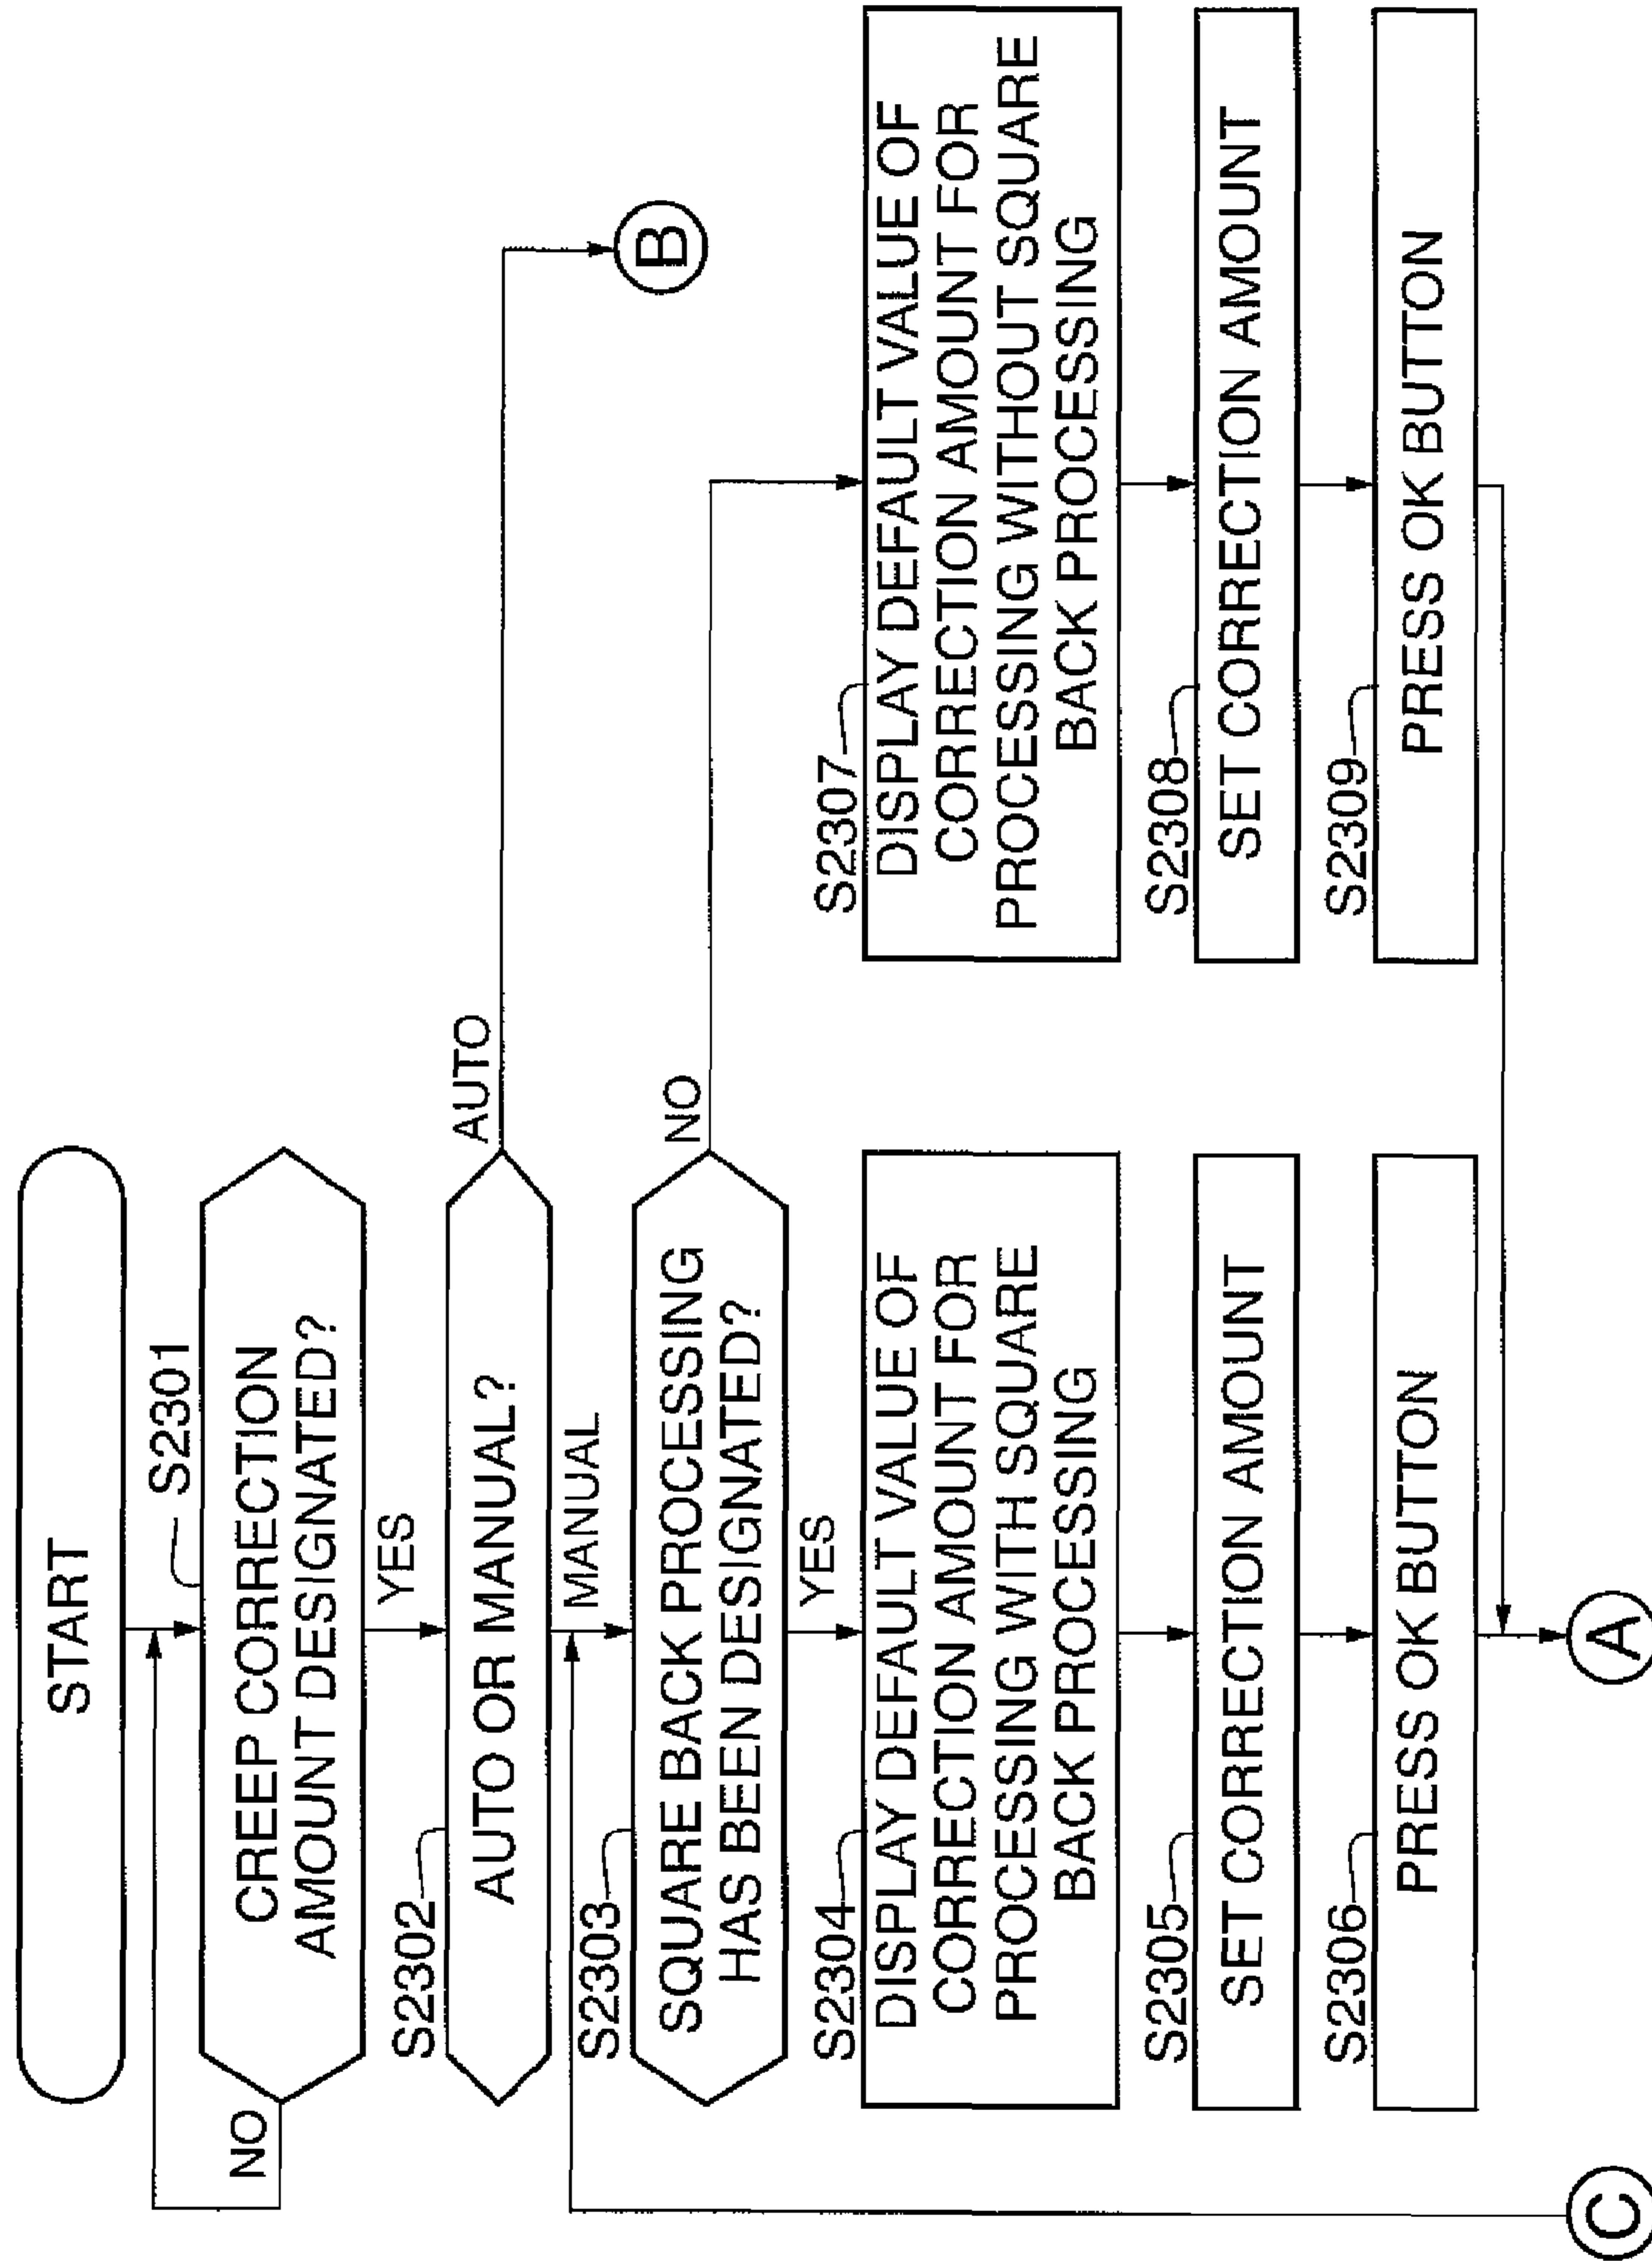 START
S2301
CREEP CORRECTION
AMOUNT DESIGNATED?
NO
YES
S2302
AUTO OR MANUAL?
AUTO
MANUAL
B
S2303
SQUARE BACK PROCESSING
HAS BEEN DESIGNATED?
NO
YES
S2304
DISPLAY DEFAULT VALUE OF
CORRECTION AMOUNT FOR
PROCESSING WITH SQUARE
BACK PROCESSING
S2307
DISPLAY DEFAULT VALUE OF
CORRECTION AMOUNT FOR
PROCESSING WITHOUT SQUARE
BACK PROCESSING
S2305
SET CORRECTION AMOUNT
S2308
SET CORRECTION AMOUNT
S2306
PRESS OK BUTTON
S2309
PRESS OK BUTTON
C
A